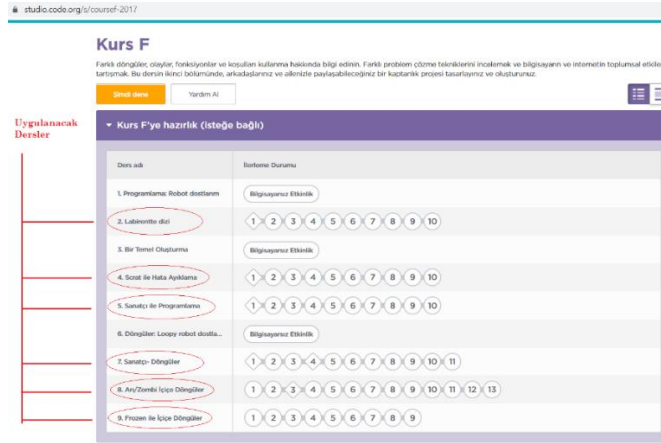 studio.code.org/s/coursef-2017
Kurs F
Farklı döngüler, olaylar, fonksiyonlar ve koşulları kullanma hakkında bilgi edinin. Farklı problem çözme tekniklerini incelemek ve bilgisayarın ve internetin toplumsal etkile
tartışmak. Bu dersin ikinci bölümünde, arkadaşlarınız ve ailenizle paylaşabileceğiniz bir kaptanlık projesi tasarlayınız ve oluşturunuz.
Şimdi dene Yardım Al
Uygulanacak
Dersler
Kurs F'ye hazırlık (isteğe bağlı)
Ders adı İlerleme Durumu
1. Programlama: Robot dostlarım Bilgisayarsız Etkinlik
2. Labirentte dizi 1 2 3 4 5 6 7 8 9 10
3. Bir Temel Oluşturma Bilgisayarsız Etkinlik
4. Scrat ile Hata Ayıklama 1 2 3 4 5 6 7 8 9 10
5. Sanatçı ile Programlama 1 2 3 4 5 6 7 8 9 10
6. Döngüler: Loopy robot dostla... Bilgisayarsız Etkinlik
7. Sanatçı- Döngüler 1 2 3 4 5 6 7 8 9 10 11
8. Arı/Zombi İçiçe Döngüler 1 2 3 4 5 6 7 8 9 10 11 12 13
9. Frozen ile İçiçe Döngüler 1 2 3 4 5 6 7 8 9